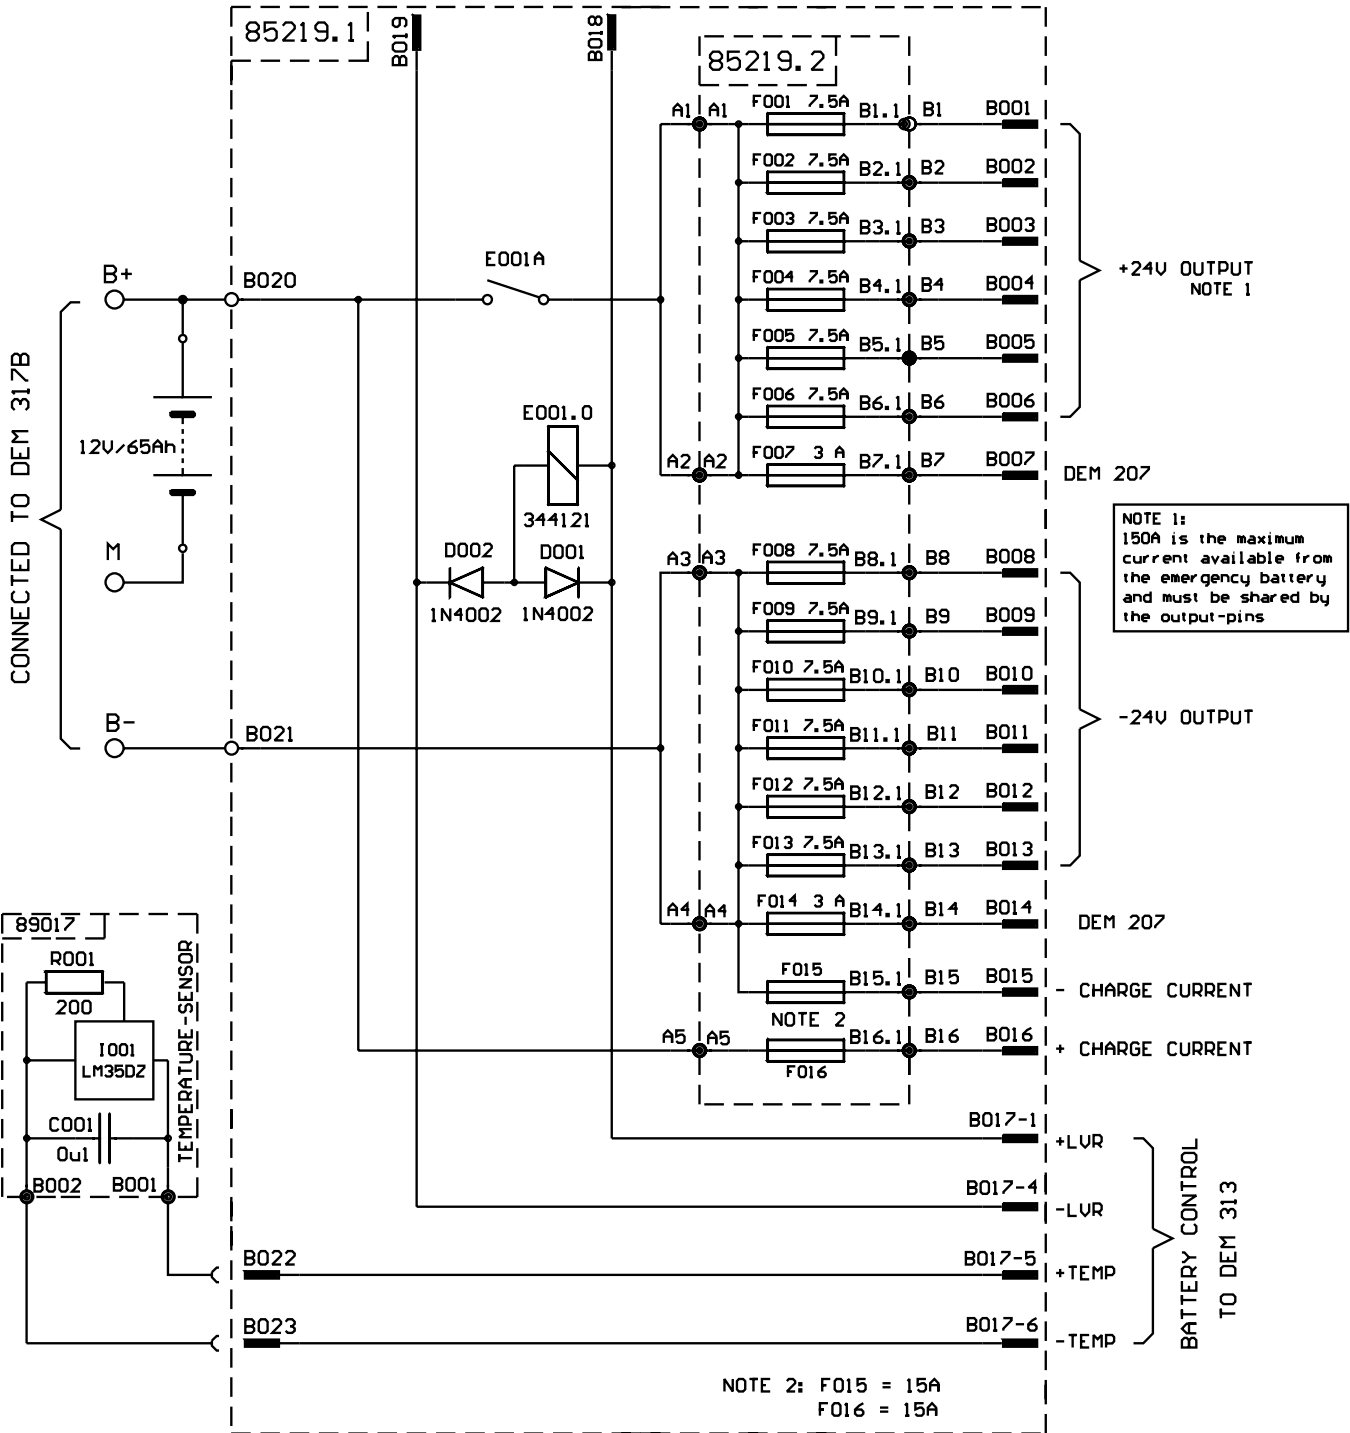 85219.1
B019
B018
85219.2
A1 A1
F001 7.5A
B1.1 B1
B001
F002 7.5A
B2.1 B2
B002
F003 7.5A
B3.1 B3
B003
F004 7.5A
B4.1 B4
B004
F005 7.5A
B5.1 B5
B005
F006 7.5A
B6.1 B6
B006
A2 A2
F007 3 A
B7.1 B7
B007
+24V OUTPUT
NOTE 1
DEM 207
B+
B020
E001A
CONNECTED TO DEM 317B
12V/65Ah
M
B-
B021
E001.0
344121
D002
1N4002
D001
1N4002
NOTE 1:
150A is the maximum
current available from
the emergency battery
and must be shared by
the output-pins
A3 A3
F008 7.5A
B8.1 B8
B008
F009 7.5A
B9.1 B9
B009
F010 7.5A
B10.1 B10
B010
F011 7.5A
B11.1 B11
B011
F012 7.5A
B12.1 B12
B012
F013 7.5A
B13.1 B13
B013
-24V OUTPUT
A4 A4
F014 3 A
B14.1 B14
B014
DEM 207
F015
B15.1 B15
B015
- CHARGE CURRENT
NOTE 2
A5 A5
B16.1 B16
B016
+ CHARGE CURRENT
F016
89017
TEMPERATURE-SENSOR
R001
200
I001
LM35DZ
C001
0u1
B002
B001
B017-1
+LVR
B017-4
-LVR
B022
B017-5
+TEMP
B023
B017-6
-TEMP
BATTERY CONTROL
TO DEM 313
NOTE 2: F015 = 15A
F016 = 15A